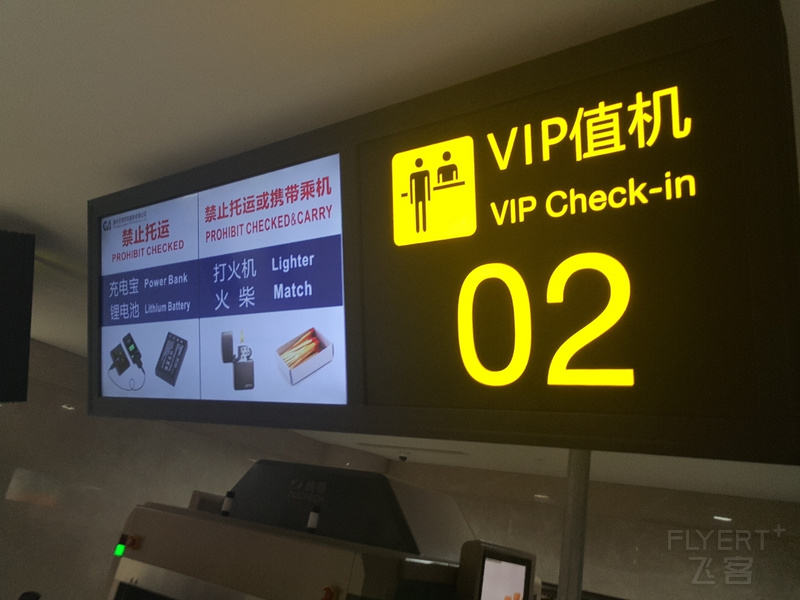 禁止托运
PROHIBIT CHECKED
禁止托运或携带乘机
PROHIBIT CHECKED&CARRY
充电宝 Power Bank
锂电池 Lithium Battery
打火机 Lighter
火柴 Match
VIP值机
VIP Check-in
02
FLYERT+
飞客